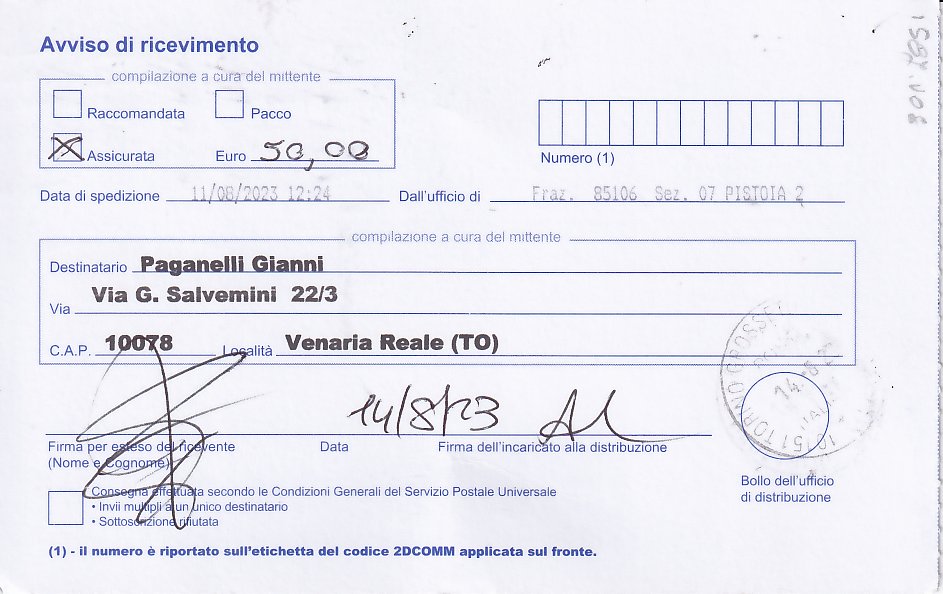 Avviso di ricevimento
compilazione a cura del mittente
Raccomandata Pacco
Assicurata Euro 50,00
Numero (1)
Data di spedizione 11/08/2023 12:24 Dall'ufficio di Fraz. 85106 Sez. 07 PISTOIA 2
compilazione a cura del mittente
Destinatario Paganelli Gianni
Via Via G. Salvemini 22/3
C.A.P. 10078 Località Venaria Reale (TO)
14/8/23
Firma per esteso del ricevente Data Firma dell'incaricato alla distribuzione
(Nome e Cognome)
TORINO
Bollo dell'ufficio
di distribuzione
Consegna effettuata secondo le Condizioni Generali del Servizio Postale Universale
• Invii multipli a un unico destinatario
• Sottoscrizione rifiutata
(1) - il numero è riportato sull'etichetta del codice 2DCOMM applicata sul fronte.